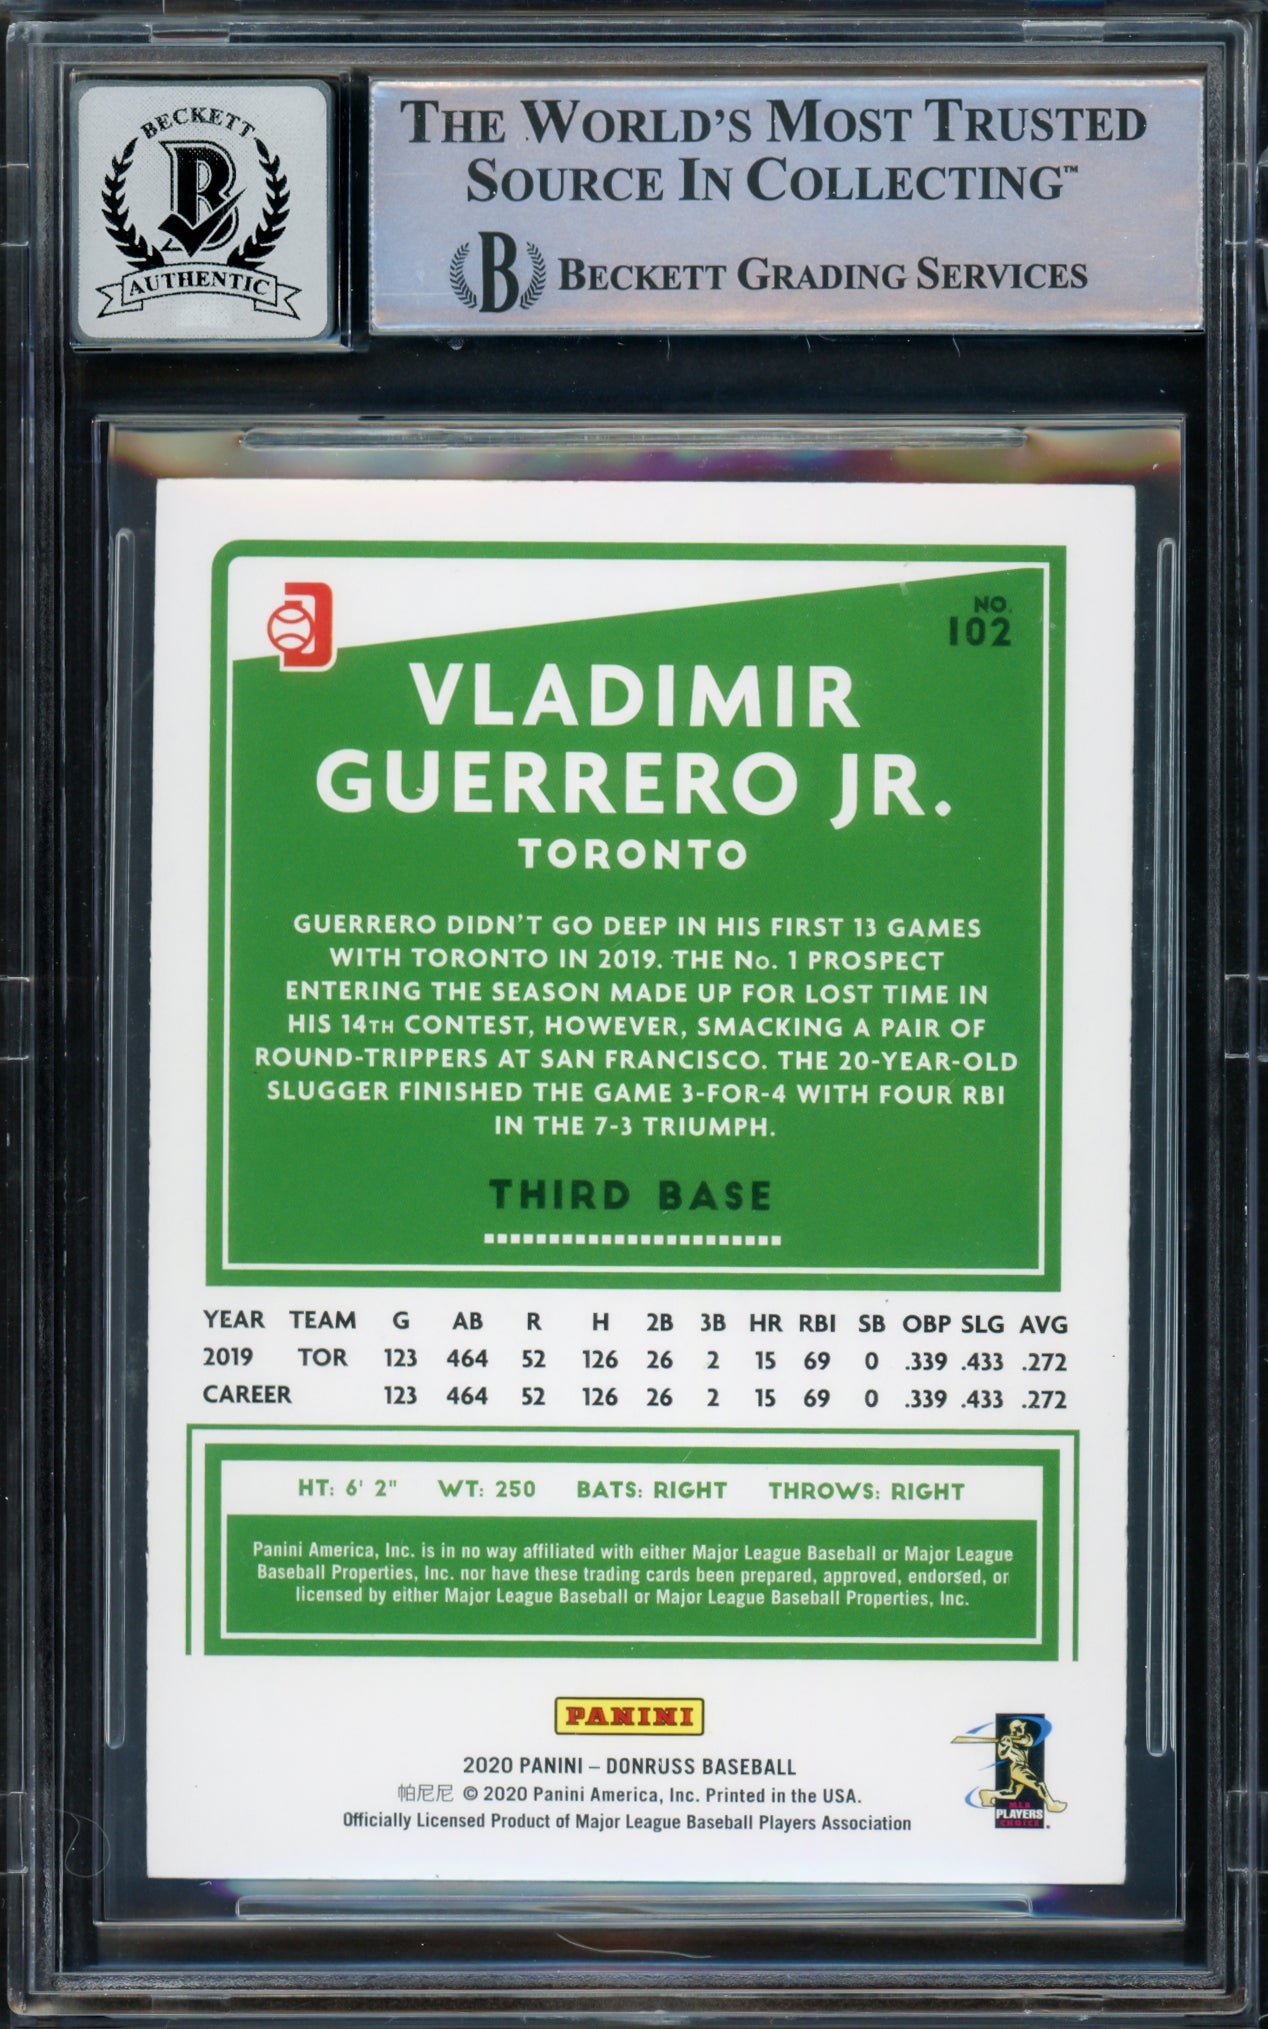 BECKETT
AUTHENTIC
THE WORLD'S MOST TRUSTED
SOURCE IN COLLECTING™
B BECKETT GRADING SERVICES
NO.
102
VLADIMIR
GUERRERO JR.
TORONTO
GUERRERO DIDN'T GO DEEP IN HIS FIRST 13 GAMES
WITH TORONTO IN 2019. THE No. 1 PROSPECT
ENTERING THE SEASON MADE UP FOR LOST TIME IN
HIS 14TH CONTEST, HOWEVER, SMACKING A PAIR OF
ROUND-TRIPPERS AT SAN FRANCISCO. THE 20-YEAR-OLD
SLUGGER FINISHED THE GAME 3-FOR-4 WITH FOUR RBI
IN THE 7-3 TRIUMPH.
THIRD BASE
YEAR TEAM G AB R H 2B 3B HR RBI SB OBP SLG AVG
2019 TOR 123 464 52 126 26 2 15 69 0 .339 .433 .272
CAREER 123 464 52 126 26 2 15 69 0 .339 .433 .272
HT: 6' 2" WT: 250 BATS: RIGHT THROWS: RIGHT
Panini America, Inc. is in no way affiliated with either Major League Baseball or Major League
Baseball Properties, Inc. nor have these trading cards been prepared, approved, endorsed, or
licensed by either Major League Baseball or Major League Baseball Properties, Inc.
PANINI
2020 PANINI – DONRUSS BASEBALL
帕尼尼 © 2020 Panini America, Inc. Printed in the USA.
Officially Licensed Product of Major League Baseball Players Association
MLB
PLAYERS
CHOICE